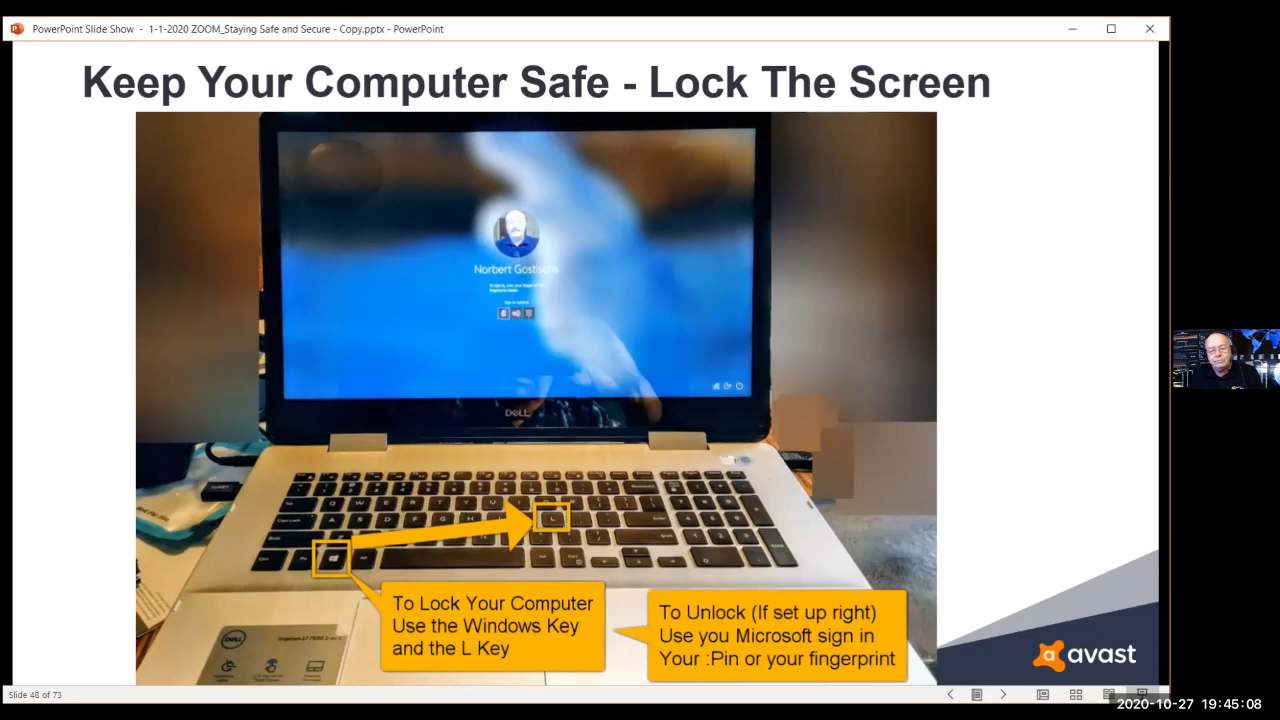 PowerPoint Slide Show - 1-1-2020 ZOOM_Staying Safe and Secure - Copy.pptx - PowerPoint
Keep Your Computer Safe - Lock The Screen
Norbert Gostischa
DELL
L
DELL
To Lock Your Computer
Use the Windows Key
and the L Key
To Unlock (If set up right)
Use you Microsoft sign in
Your :Pin or your fingerprint
avast
Slide 48 of 73
2020-10-27 19:45:08